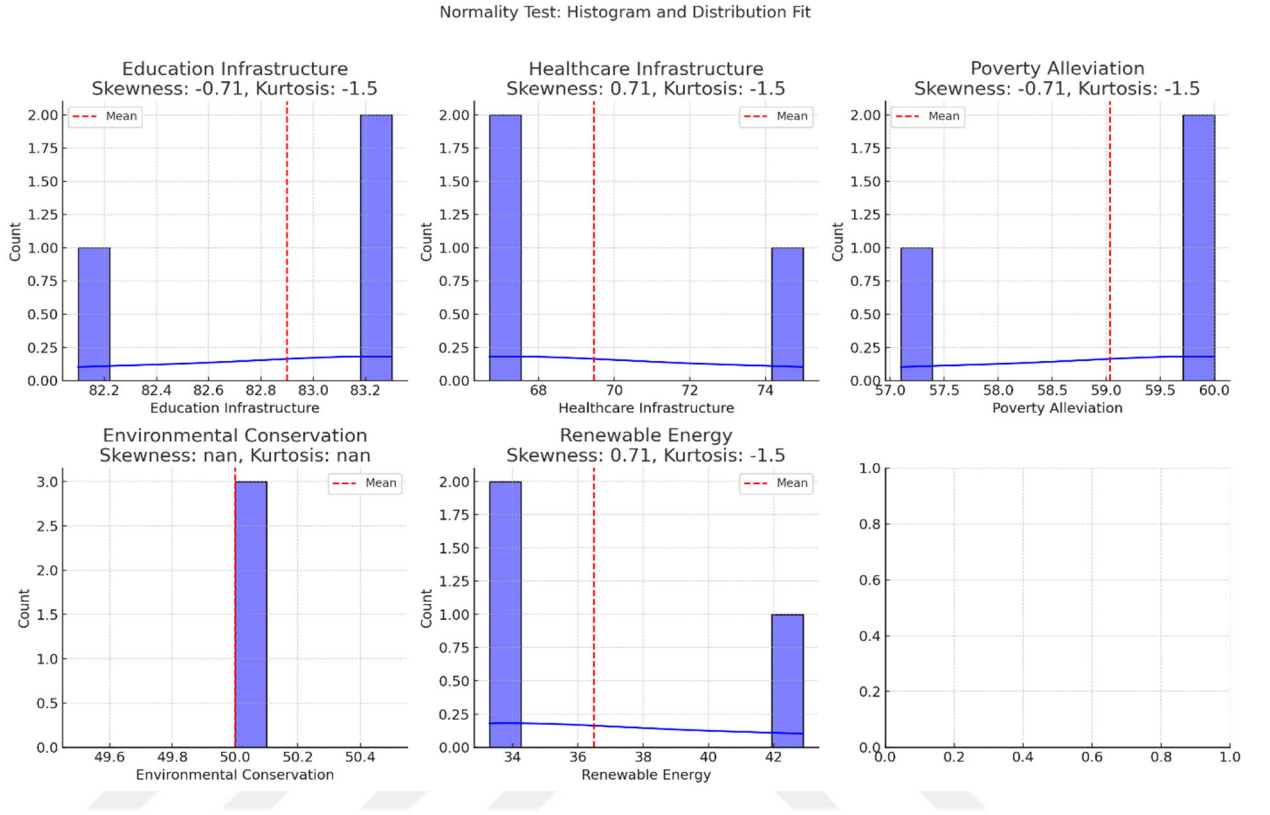 Normality Test: Histogram and Distribution Fit
Education Infrastructure
Skewness: -0.71, Kurtosis: -1.5
2.00
1.75
1.50
1.25
1.00
0.75
0.50
0.25
0.00
Count
Mean
82.2 82.4 82.6 82.8 83.0 83.2
Education Infrastructure
Healthcare Infrastructure
Skewness: 0.71, Kurtosis: -1.5
2.00
1.75
1.50
1.25
1.00
0.75
0.50
0.25
0.00
Count
Mean
68 70 72 74
Healthcare Infrastructure
Poverty Alleviation
Skewness: -0.71, Kurtosis: -1.5
2.00
1.75
1.50
1.25
1.00
0.75
0.50
0.25
0.00
Count
Mean
57.0 57.5 58.0 58.5 59.0 59.5 60.0
Poverty Alleviation
Environmental Conservation
Skewness: nan, Kurtosis: nan
3.0
2.5
2.0
1.5
1.0
0.5
0.0
Count
Mean
49.6 49.8 50.0 50.2 50.4
Environmental Conservation
Renewable Energy
Skewness: 0.71, Kurtosis: -1.5
2.00
1.75
1.50
1.25
1.00
0.75
0.50
0.25
0.00
Count
Mean
34 36 38 40 42
Renewable Energy
1.0
0.8
0.6
0.4
0.2
0.0
0.0 0.2 0.4 0.6 0.8 1.0